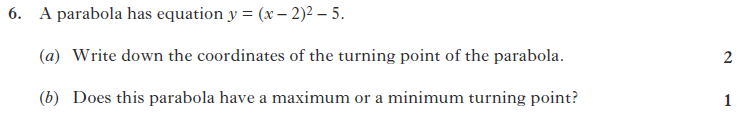 6. A parabola has equation y = (x – 2)² – 5.
(a) Write down the coordinates of the turning point of the parabola. 2
(b) Does this parabola have a maximum or a minimum turning point? 1